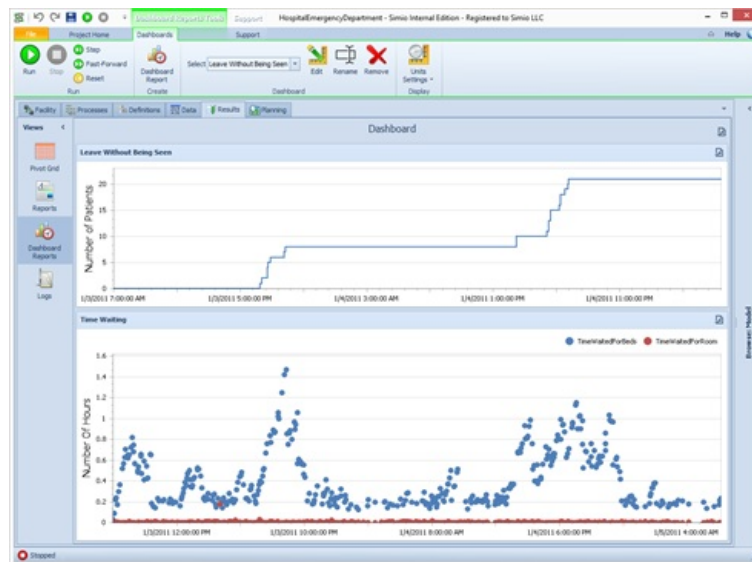 Dashboard Reports Tools Support HospitalEmergencyDepartment - Simio Internal Edition - Registered to Simio LLC
File Project Home Dashboards Support Help
Run Stop Step Fast-Forward Reset
Dashboard Report
Select Leave Without Being Seen
Edit Rename Remove
Units Settings
Run Create Dashboard Display
Facility Processes Definitions Data Results Planning
Views
Pivot Grid
Reports
Dashboard Reports
Logs
Dashboard
Leave Without Being Seen
Number of Patients
20
15
10
5
0
1/3/2011 7:00:00 AM 1/3/2011 5:00:00 PM 1/4/2011 3:00:00 AM 1/4/2011 1:00:00 PM 1/4/2011 11:00:00 PM
Time Waiting
TimeWaitedForBeds TimeWaitedForRoom
Number Of Hours
1.6
1.4
1.2
1
0.8
0.6
0.4
0.2
0
1/3/2011 12:00:00 PM 1/3/2011 10:00:00 PM 1/4/2011 8:00:00 AM 1/4/2011 6:00:00 PM 1/5/2011 4:00:00 AM
Browse: Model
Stopped